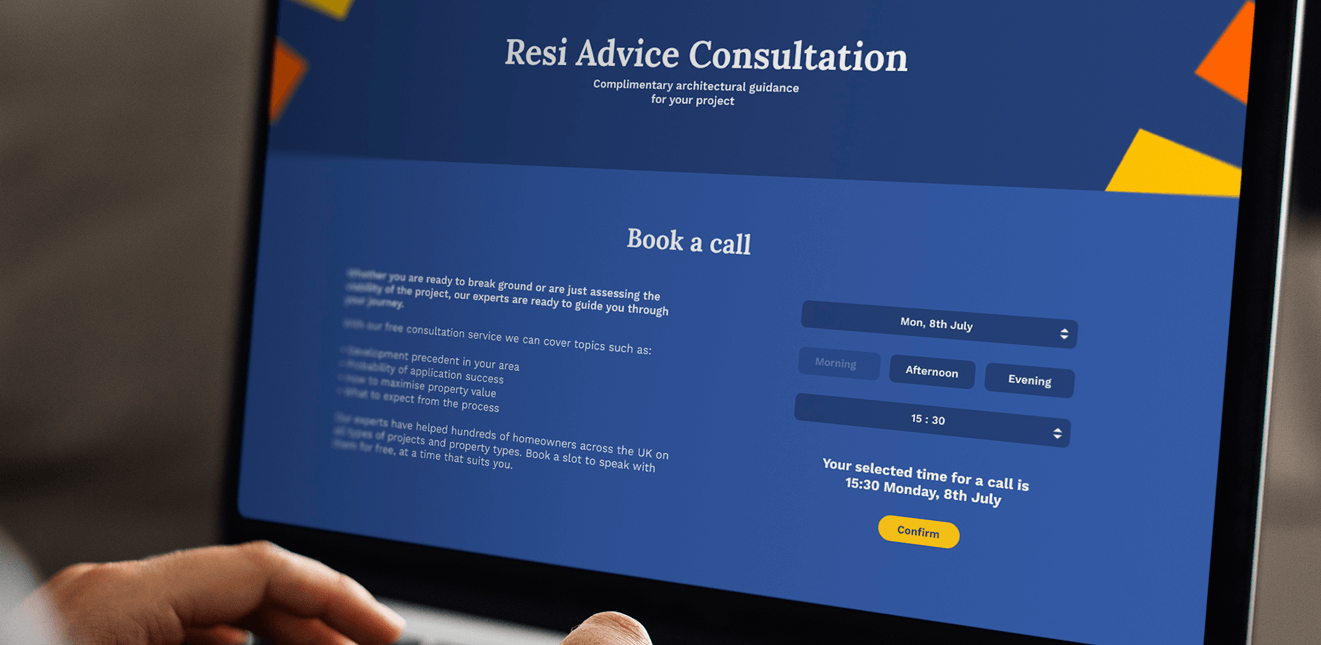 Resi Advice Consultation
Complimentary architectural guidance
for your project
Book a call
Whether you are ready to break ground or are just assessing the
viability of the project, our experts are ready to guide you through
your journey.
With our free consultation service we can cover topics such as:
Development precedent in your area
Probability of application success
How to maximise property value
What to expect from the process
Our experts have helped hundreds of homeowners across the UK on
all types of projects and property types. Book a slot to speak with
them for free, at a time that suits you.
Mon, 8th July
Morning
Afternoon
Evening
15 : 30
Your selected time for a call is
15:30 Monday, 8th July
Confirm